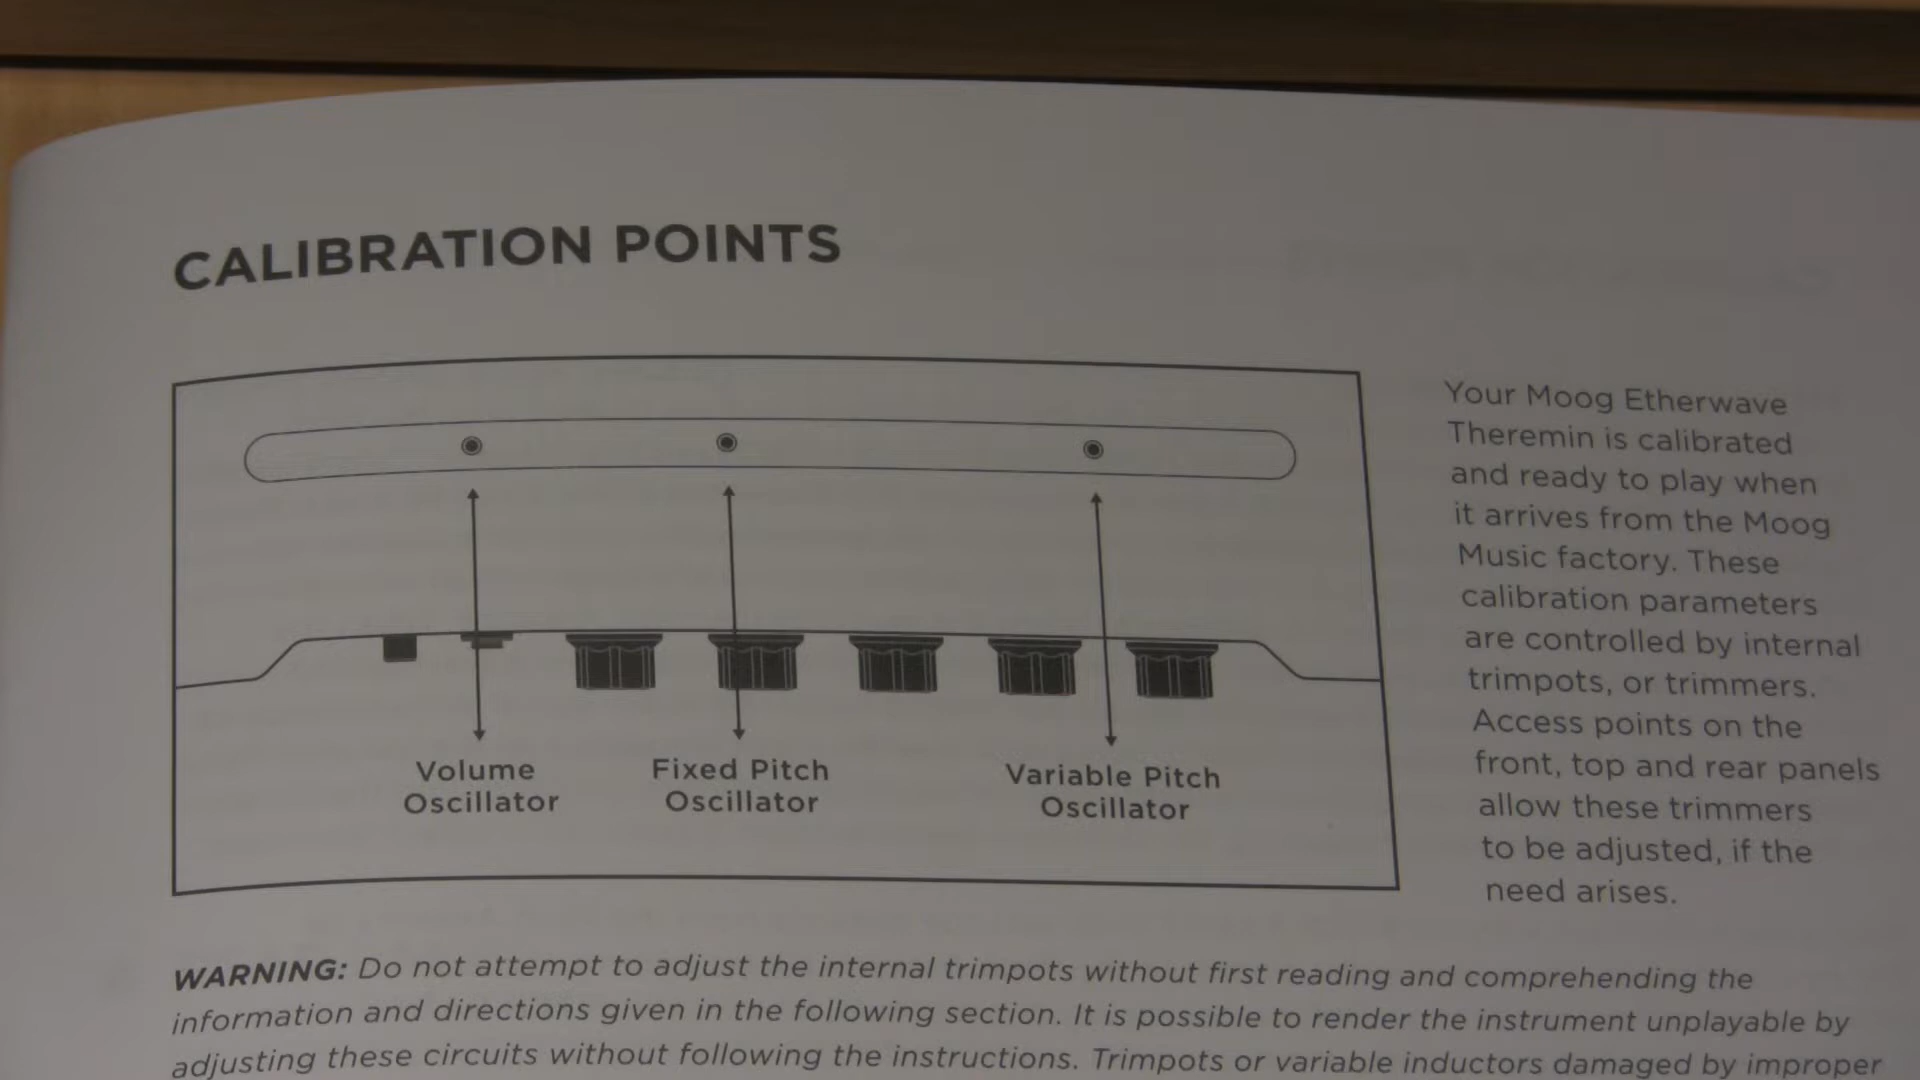 CALIBRATION POINTS
Volume
Oscillator
Fixed Pitch
Oscillator
Variable Pitch
Oscillator
Your Moog Etherwave
Theremin is calibrated
and ready to play when
it arrives from the Moog
Music factory. These
calibration parameters
are controlled by internal
trimpots, or trimmers.
Access points on the
front, top and rear panels
allow these trimmers
to be adjusted, if the
need arises.
WARNING: Do not attempt to adjust the internal trimpots without first reading and comprehending the
information and directions given in the following section. It is possible to render the instrument unplayable by
adjusting these circuits without following the instructions. Trimpots or variable inductors damaged by improper